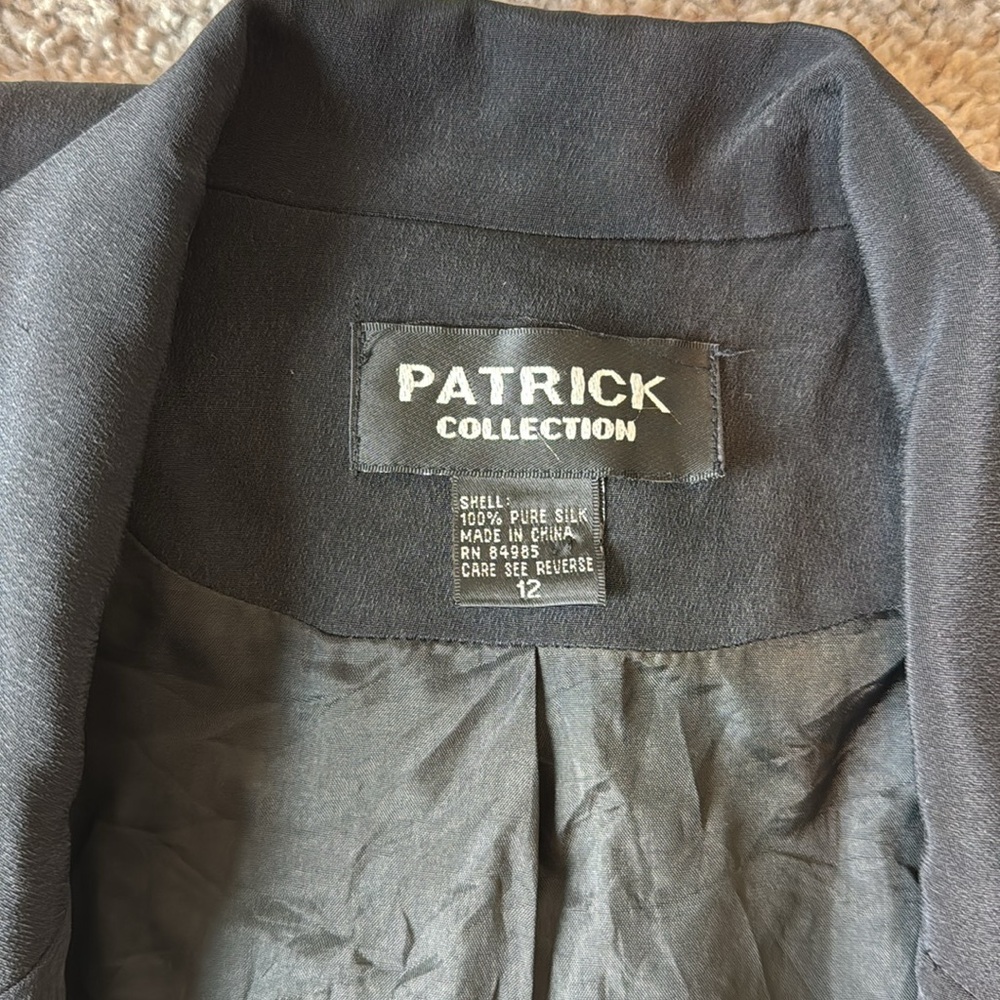 PATRICK
COLLECTION
SHELL:
100% PURE SILK
MADE IN CHINA
RN 84985
CARE SEE REVERSE
12